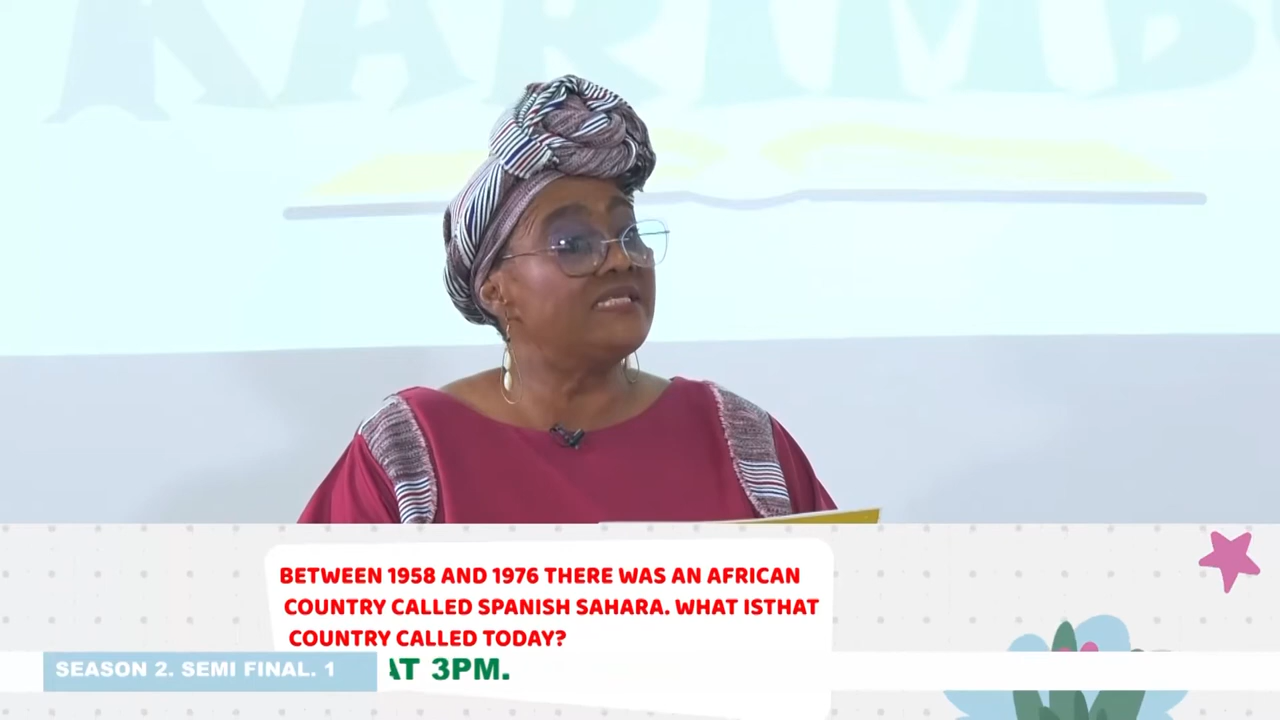 KARIMB
BETWEEN 1958 AND 1976 THERE WAS AN AFRICAN
COUNTRY CALLED SPANISH SAHARA. WHAT ISTHAT
COUNTRY CALLED TODAY?
SEASON 2. SEMI FINAL. 1
AT 3PM.